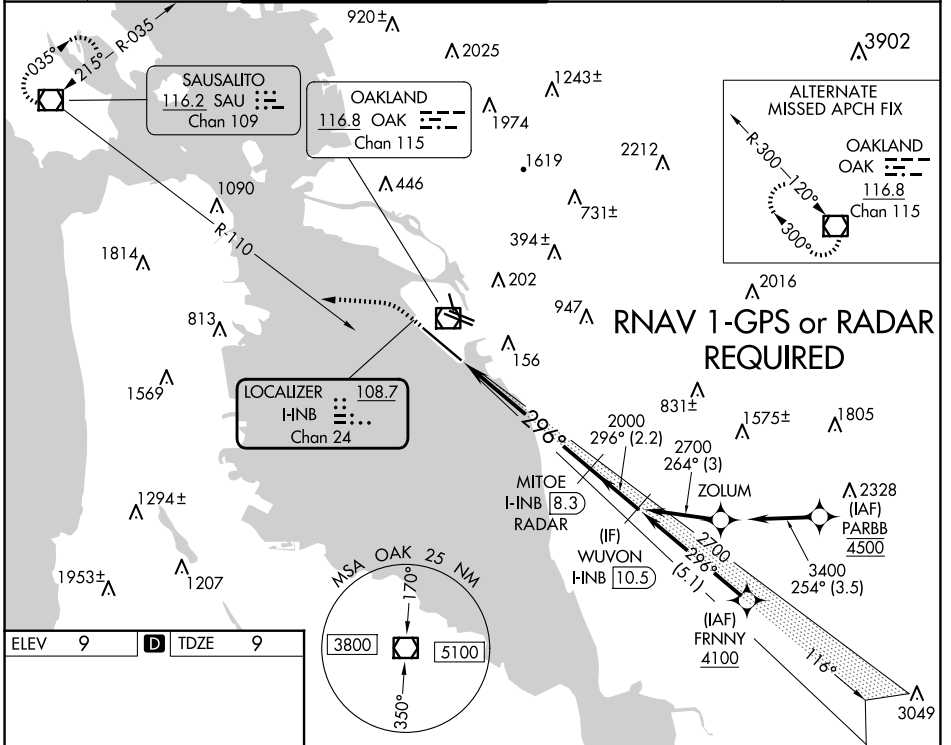 920±
2025
3902
035°
215°
R-035
SAUSALITO
116.2 SAU
Chan 109
OAKLAND
116.8 OAK
Chan 115
1243±
1974
1619
2212
446
731±
394±
202
947
156
2016
ALTERNATE
MISSED APCH FIX
R-300
120°
300°
OAKLAND
OAK
116.8
Chan 115
1090
R-110
1814
813
1569
LOCALIZER 108.7
I-INB
Chan 24
RNAV 1-GPS or RADAR
REQUIRED
831±
1575±
1805
296°
2000
296° (2.2)
2700
264° (3)
MITOE
I-INB 8.3
RADAR
ZOLUM
2328
(IAF)
PARBB
4500
3400
254° (3.5)
(IF)
WUVON
I-INB 10.5
2700
296°
(5.1)
(IAF)
FRNNY
4100
116°
3049
1294±
1953±
1207
MSA OAK 25 NM
170°
3800
5100
350°
ELEV 9 D TDZE 9